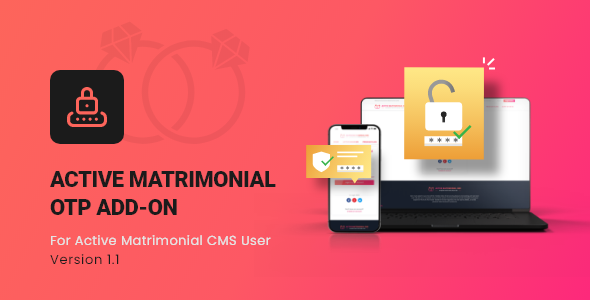 ACTIVE MATRIMONIAL
OTP ADD-ON
For Active Matrimonial CMS User
Version 1.1